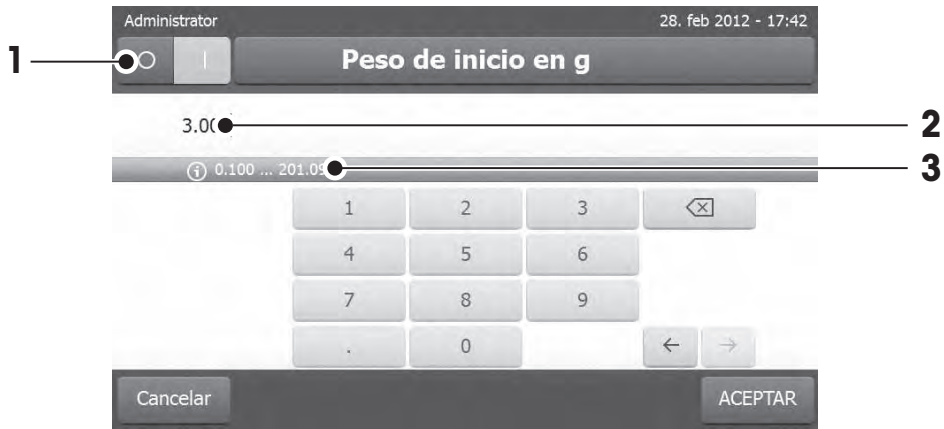 Administrator 28. feb 2012 - 17:42
1 O I Peso de inicio en g
3.0 2
0.100 ... 201.09 3
1 2 3
4 5 6
7 8 9
. 0 ← →
Cancelar ACEPTAR